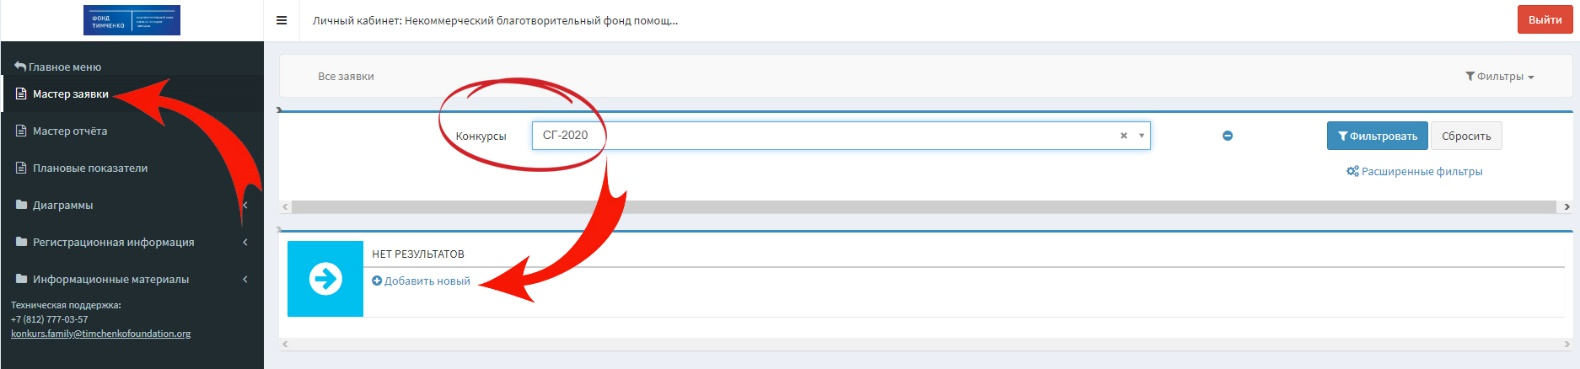 ФОНД
ТИМЧЕНКО
Личный кабинет: Некоммерческий благотворительный фонд помощ...
Выйти
Главное меню
Мастер заявки
Мастер отчёта
Плановые показатели
Диаграммы
Регистрационная информация
Информационные материалы
Техническая поддержка:
+7 (812) 777-03-57
konkurs.family@timchenkofoundation.org
Все заявки
Фильтры
Конкурсы
СГ-2020
Фильтровать
Сбросить
Расширенные фильтры
НЕТ РЕЗУЛЬТАТОВ
Добавить новый